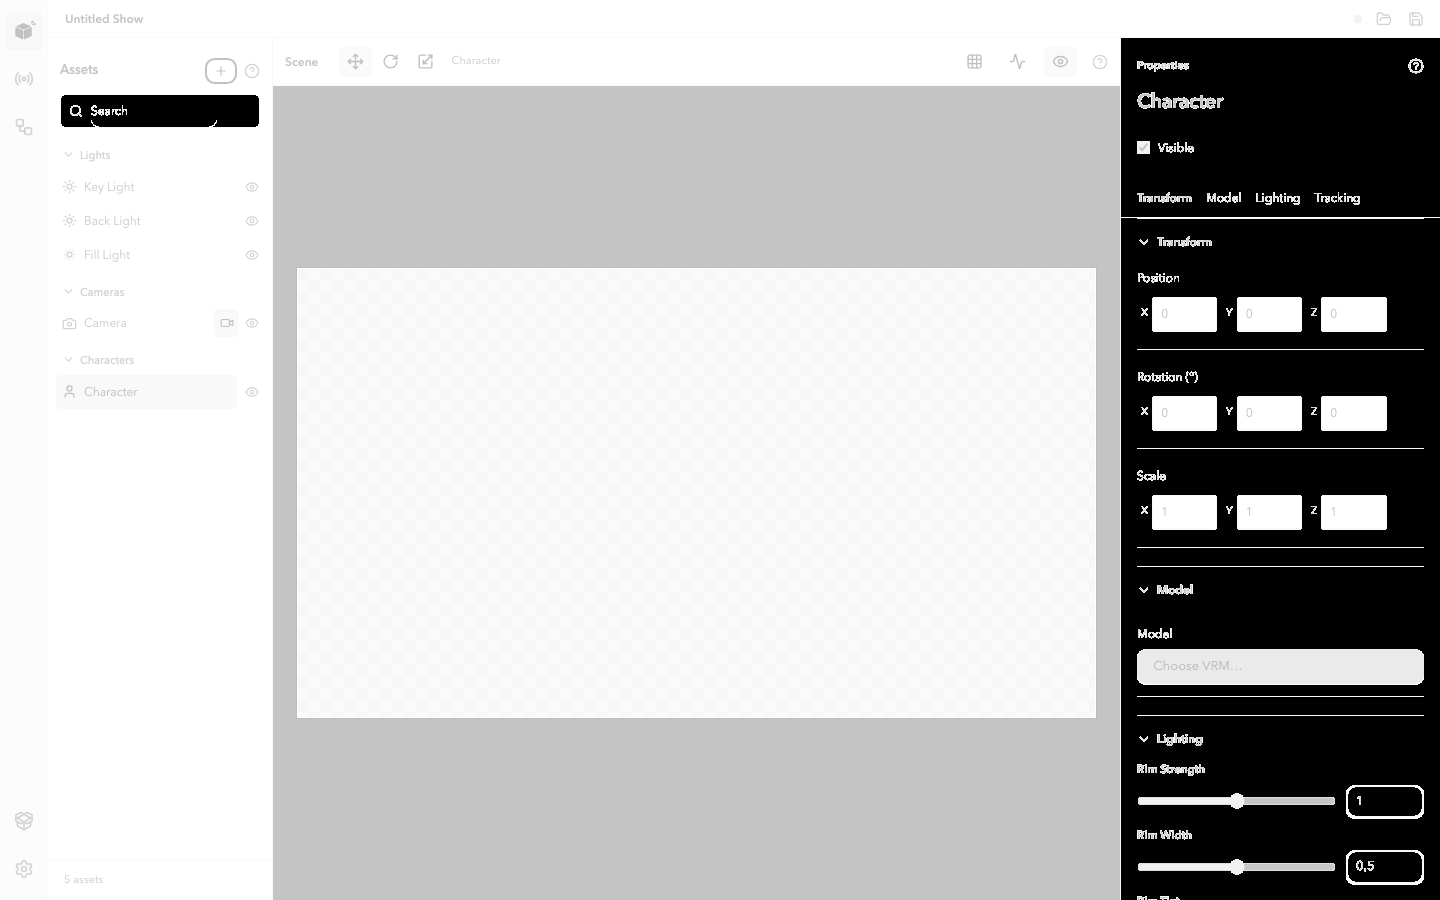 Untitled Show
Assets
Search
Lights
Key Light
Back Light
Fill Light
Cameras
Camera
Characters
Character
5 assets
Scene
Character
Properties
Character
Visible
Transform Model Lighting Tracking
Transform
Position
X 0 Y 0 Z 0
Rotation (°)
X 0 Y 0 Z 0
Scale
X 1 Y 1 Z 1
Model
Model
Choose VRM...
Lighting
Rim Strength
1
Rim Width
0,5